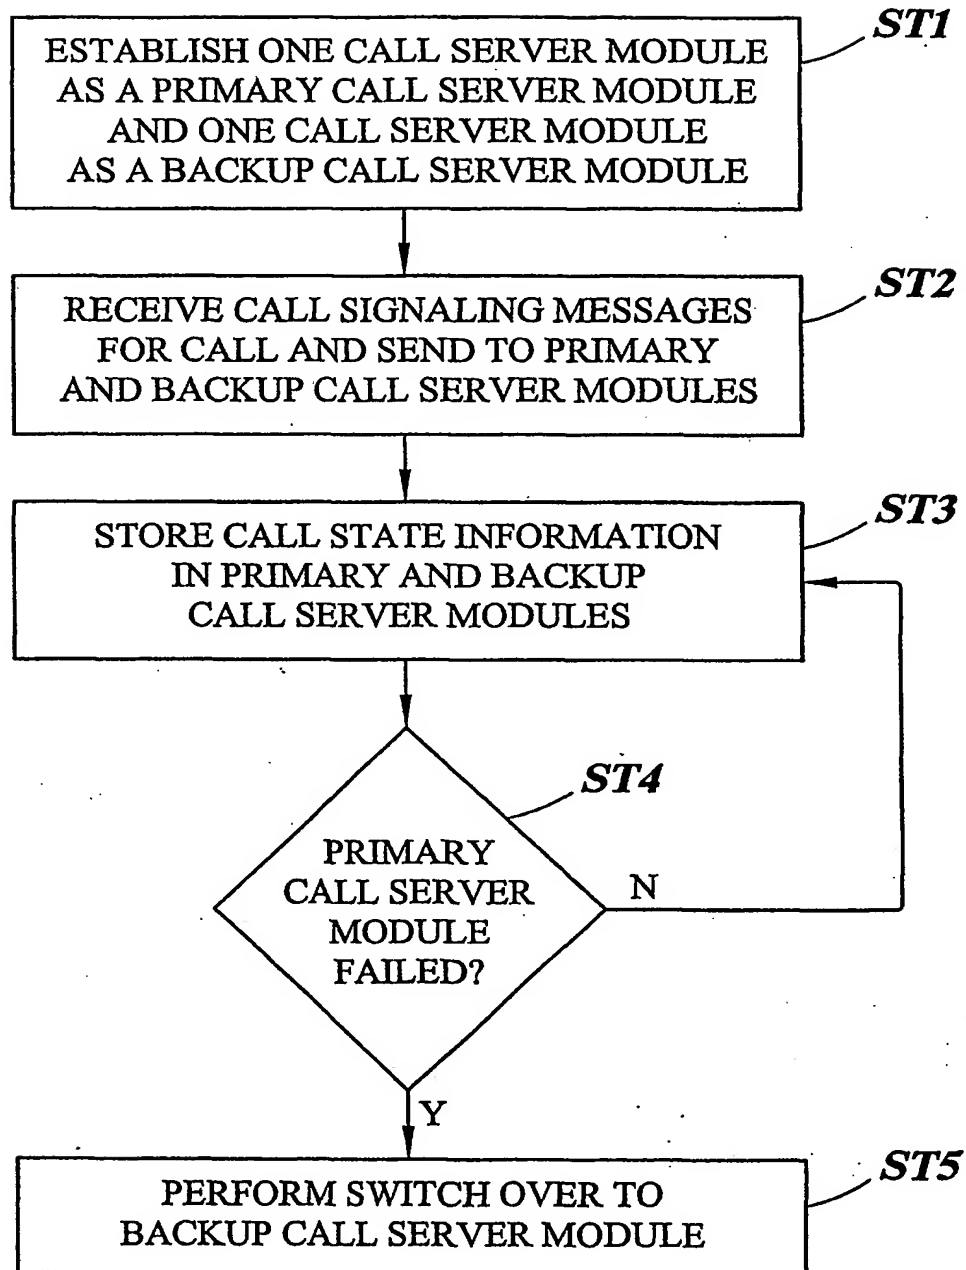 ST1
ESTABLISH ONE CALL SERVER MODULE
AS A PRIMARY CALL SERVER MODULE
AND ONE CALL SERVER MODULE
AS A BACKUP CALL SERVER MODULE
ST2
RECEIVE CALL SIGNALING MESSAGES
FOR CALL AND SEND TO PRIMARY
AND BACKUP CALL SERVER MODULES
ST3
STORE CALL STATE INFORMATION
IN PRIMARY AND BACKUP
CALL SERVER MODULES
ST4
PRIMARY
CALL SERVER
MODULE
FAILED?
N
Y
ST5
PERFORM SWITCH OVER TO
BACKUP CALL SERVER MODULE